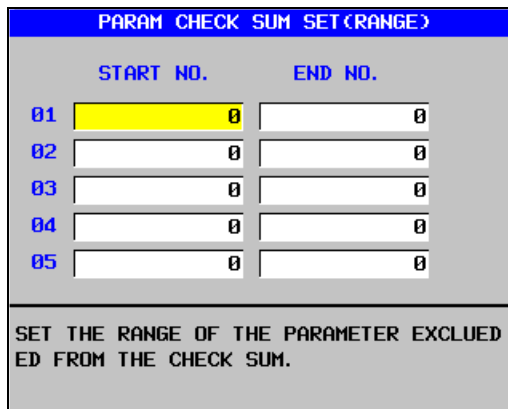 PARAM CHECK SUM SET(RANGE)
START NO. END NO.
01 0 0
02 0 0
03 0 0
04 0 0
05 0 0
SET THE RANGE OF THE PARAMETER EXCLUED
ED FROM THE CHECK SUM.